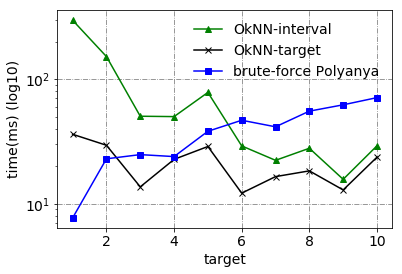 OkNN-interval
OkNN-target
brute-force Polyanya
time(ms) (log10)
10²
10¹
2 4 6 8 10
target